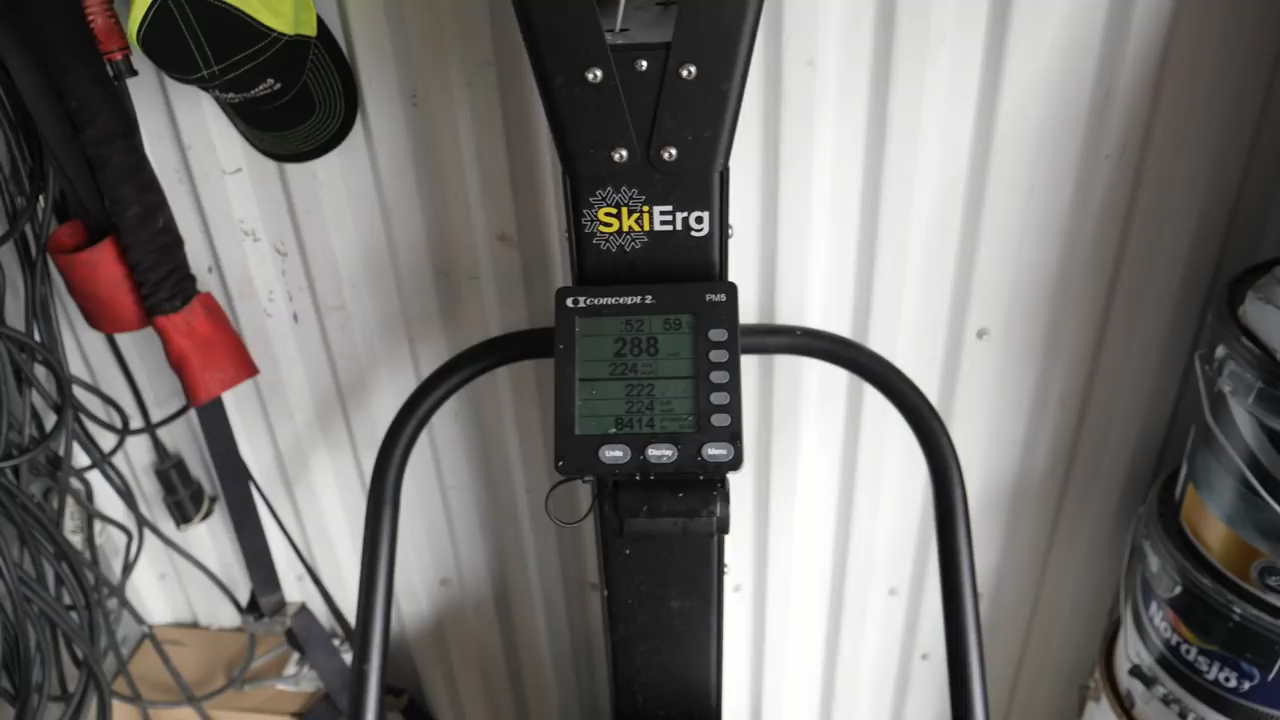 SkiErg
concept 2.
PM5
:52 59
288
224
222
224
8414
Units Display Menu
Nordsjö